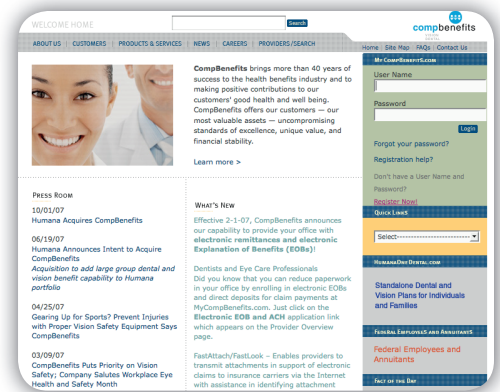 WELCOME HOME
Search
compbenefits
VISION
DENTAL
ABOUT US | CUSTOMERS | PRODUCTS & SERVICES | NEWS | CAREERS | PROVIDERS/SEARCH
Home | Site Map | FAQs | Contact Us
CompBenefits brings more than 40 years of
success to the health benefits industry and to
making positive contributions to our
customers' good health and well being.
CompBenefits offers our customers — our
most valuable assets — uncompromising
standards of excellence, unique value, and
financial stability.
Learn more >
My CompBenefits.com
User Name
Password
Login
Forgot your password?
Registration help?
Don't have a User Name and
Password?
Register Now!
Quick Links
Select--------------------
HumanaOneDental.com
Standalone Dental and
Vision Plans for Individuals
and Families
Federal Employees and Annuitants
Federal Employees and
Annuitants
Fact of the Day
Press Room
10/01/07
Humana Acquires CompBenefits
06/19/07
Humana Announces Intent to Acquire
CompBenefits
Acquisition to add large group dental and
vision benefit capability to Humana
portfolio
04/25/07
Gearing Up for Sports? Prevent Injuries
with Proper Vision Safety Equipment Says
CompBenefits
03/09/07
CompBenefits Puts Priority on Vision
Safety; Company Salutes Workplace Eye
Health and Safety Month
What's New
Effective 2-1-07, CompBenefits announces
our capability to provide your office with
electronic remittances and electronic
Explanation of Benefits (EOBs)!
Dentists and Eye Care Professionals
Did you know that you can reduce paperwork
in your office by enrolling in electronic EOBs
and direct deposits for claim payments at
MyCompBenefits.com. Just click on the
Electronic EOB and ACH application link
which appears on the Provider Overview
page.
FastAttach/FastLook – Enables providers to
transmit attachments in support of electronic
claims to insurance carriers via the Internet
with assistance in identifying attachment